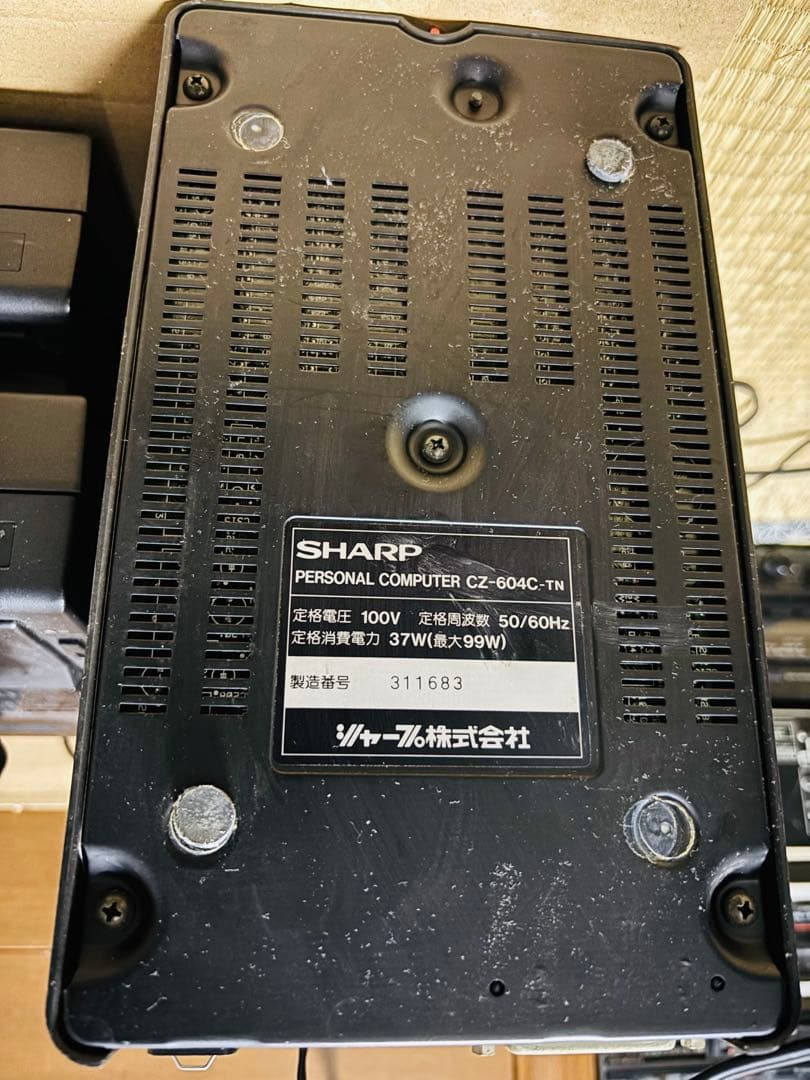 SHARP
PERSONAL COMPUTER CZ-604C-TN
定格電圧 100V 定格周波数 50/60Hz
定格消費電力 37W(最大99W)
製造番号 311683
シャープ株式会社